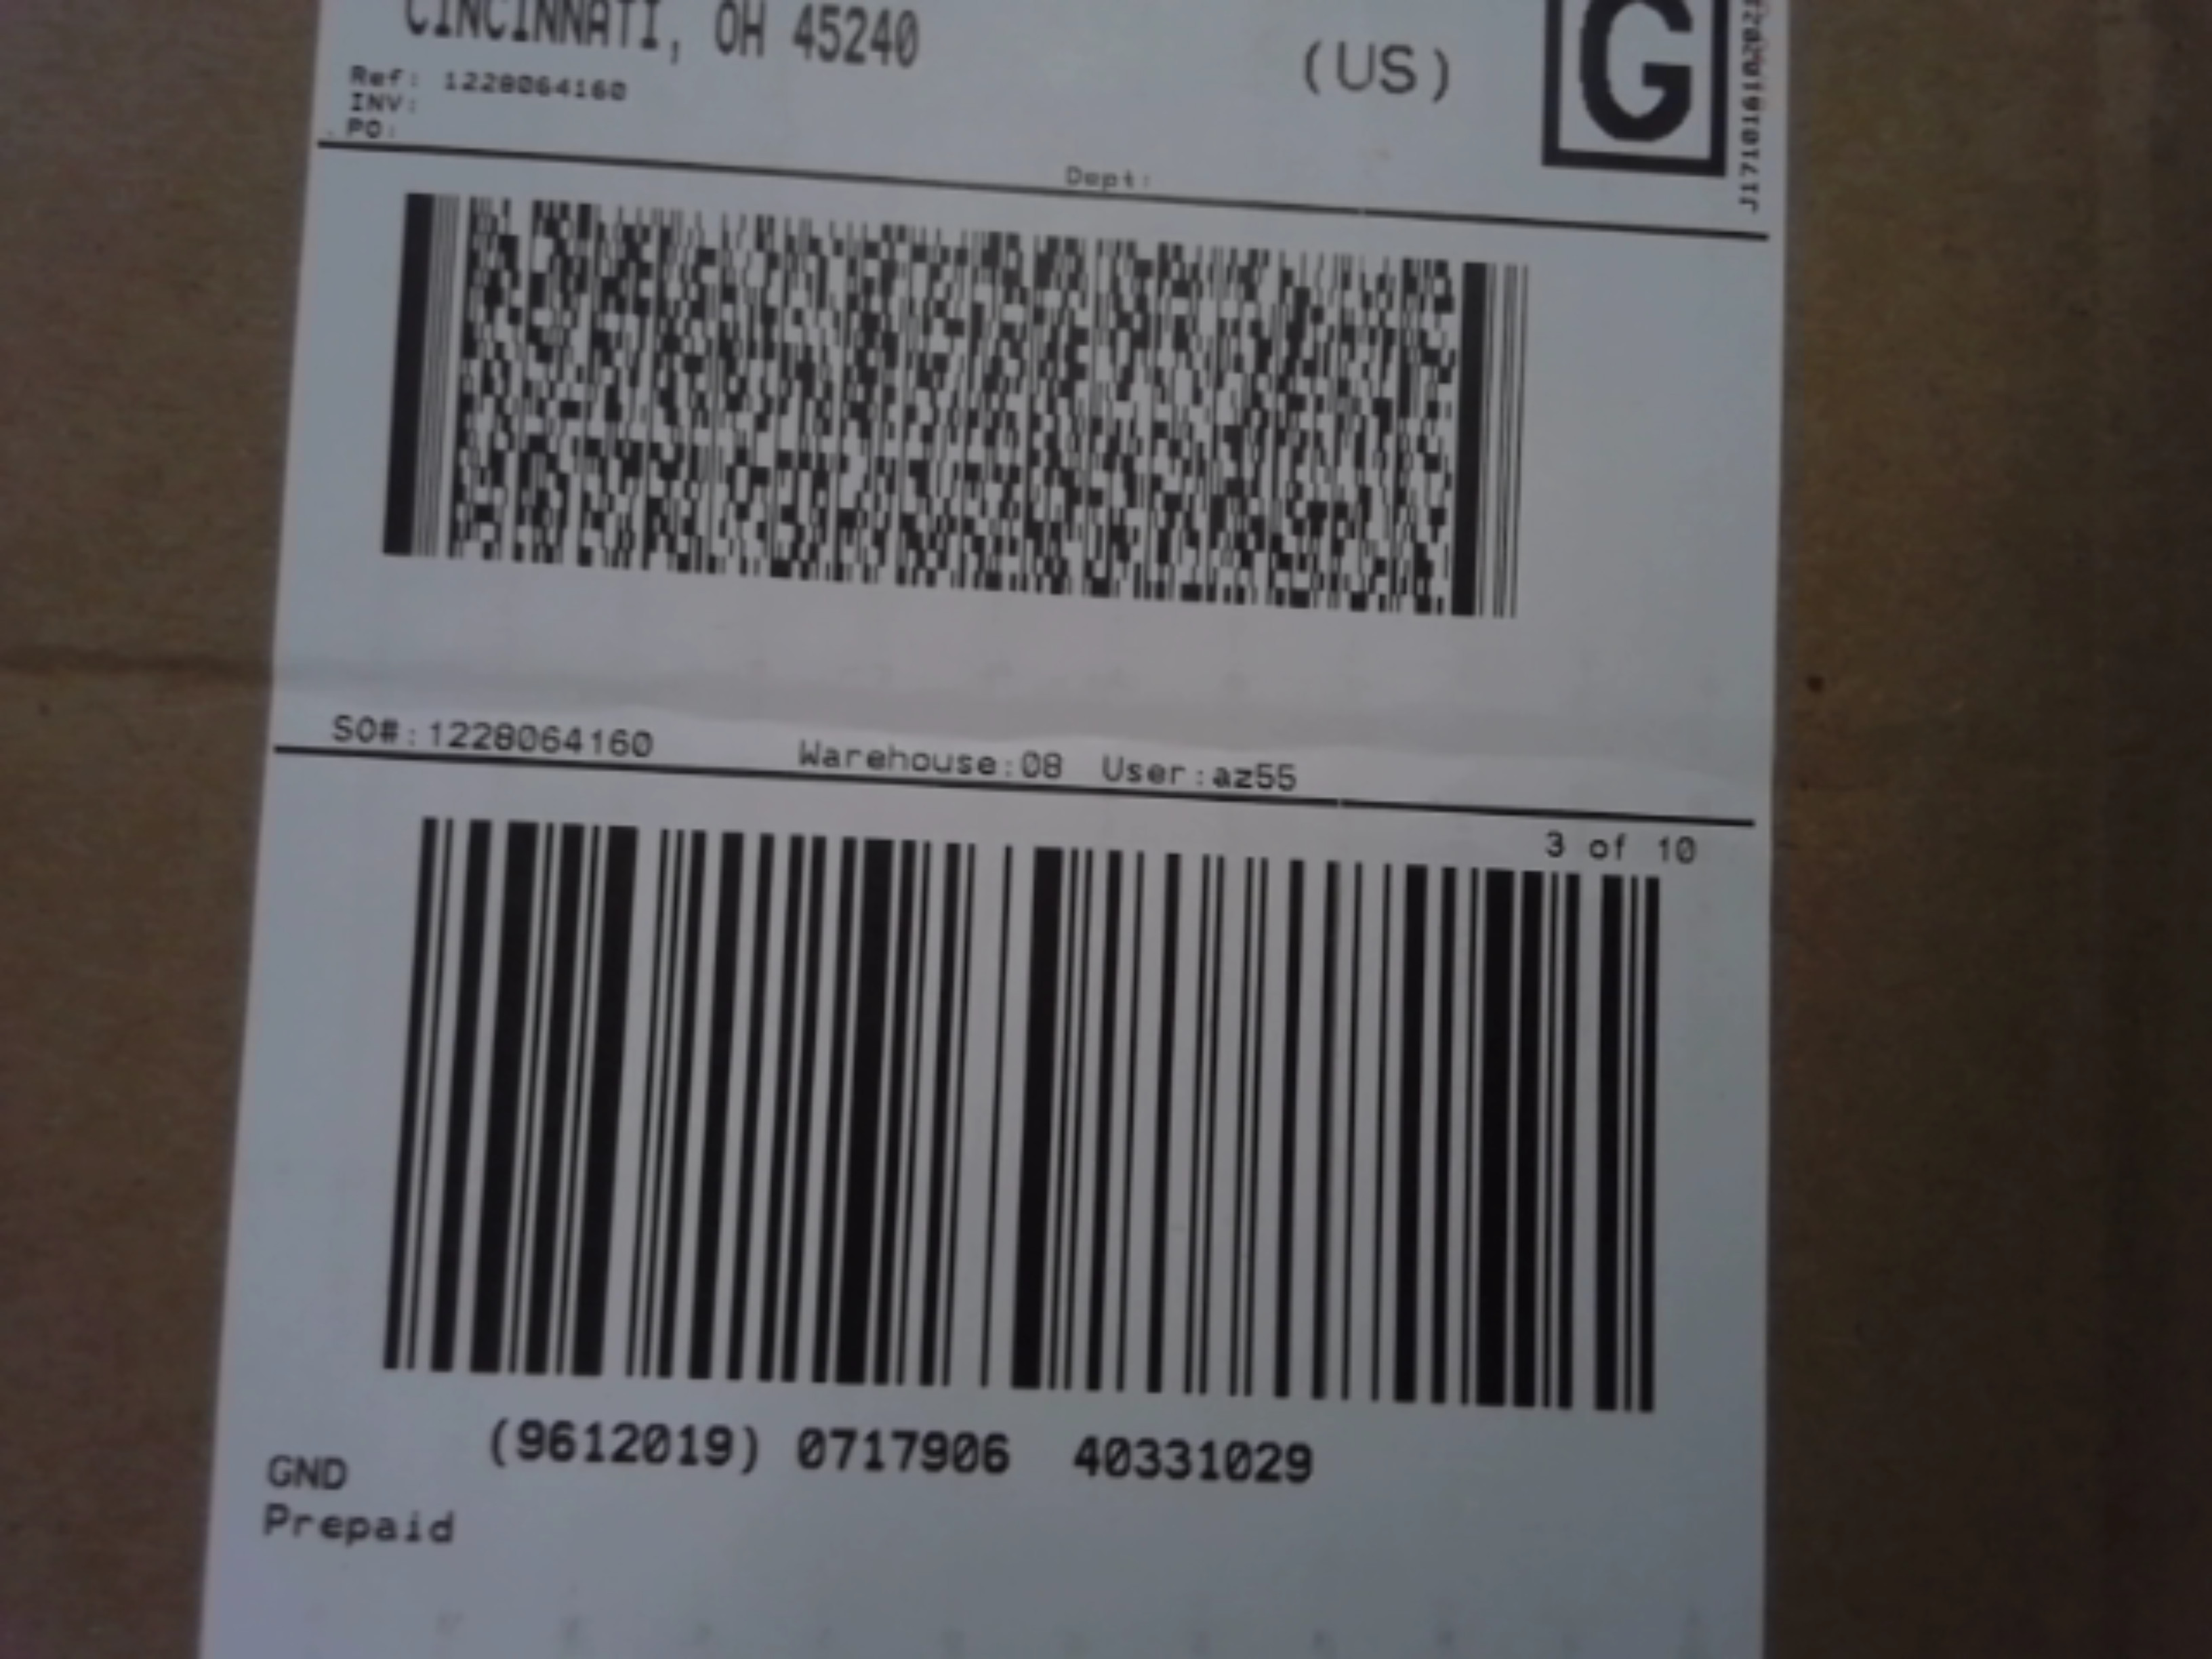 CINCINNATI, OH 45240
(US)
G
Ref: 1228064160
INV:
PO:
Dept:
SO#:1228064160 Warehouse:08 User:az55
3 of 10
(9612019) 0717906 40331029
GND
Prepaid